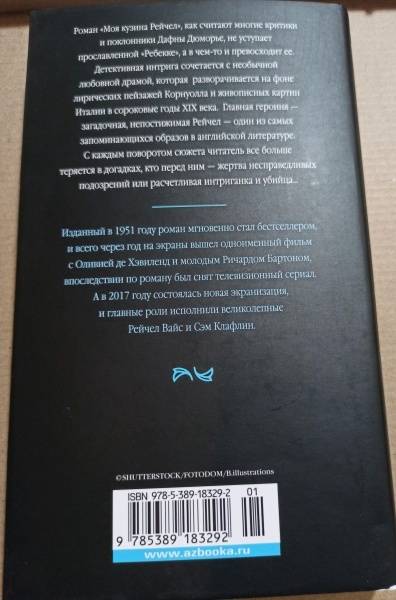 Роман «Моя кузина Рейчел», как считают многие критики
и поклонники Дафны Дюморье, не уступает
прославленной «Ребекке», а в чем-то и превосходит ее.
Детективная интрига сочетается с необычной
любовной драмой, которая разворачивается на фоне
лирических пейзажей Корнуолла и живописных картин
Италии в сороковые годы XIX века. Главная героиня —
загадочная, непостижимая Рейчел — один из самых
запоминающихся образов в английской литературе.
С каждым поворотом сюжета читатель все больше
теряется в догадках, кто перед ним — жертва несправедливых
подозрений или расчетливая интриганка и убийца...
Изданный в 1951 году роман мгновенно стал бестселлером,
и всего через год на экраны вышел одноименный фильм
с Оливией де Хэвиленд и молодым Ричардом Бартоном,
впоследствии по роману был снят телевизионный сериал.
А в 2017 году состоялась новая экранизация,
и главные роли исполнили великолепные
Рейчел Вайс и Сэм Клафлин.
©SHUTTERSTOCK/FOTODOM/B.illustrations
ISBN 978-5-389-18329-2 01
9 785389 183292
www.azbooka.ru